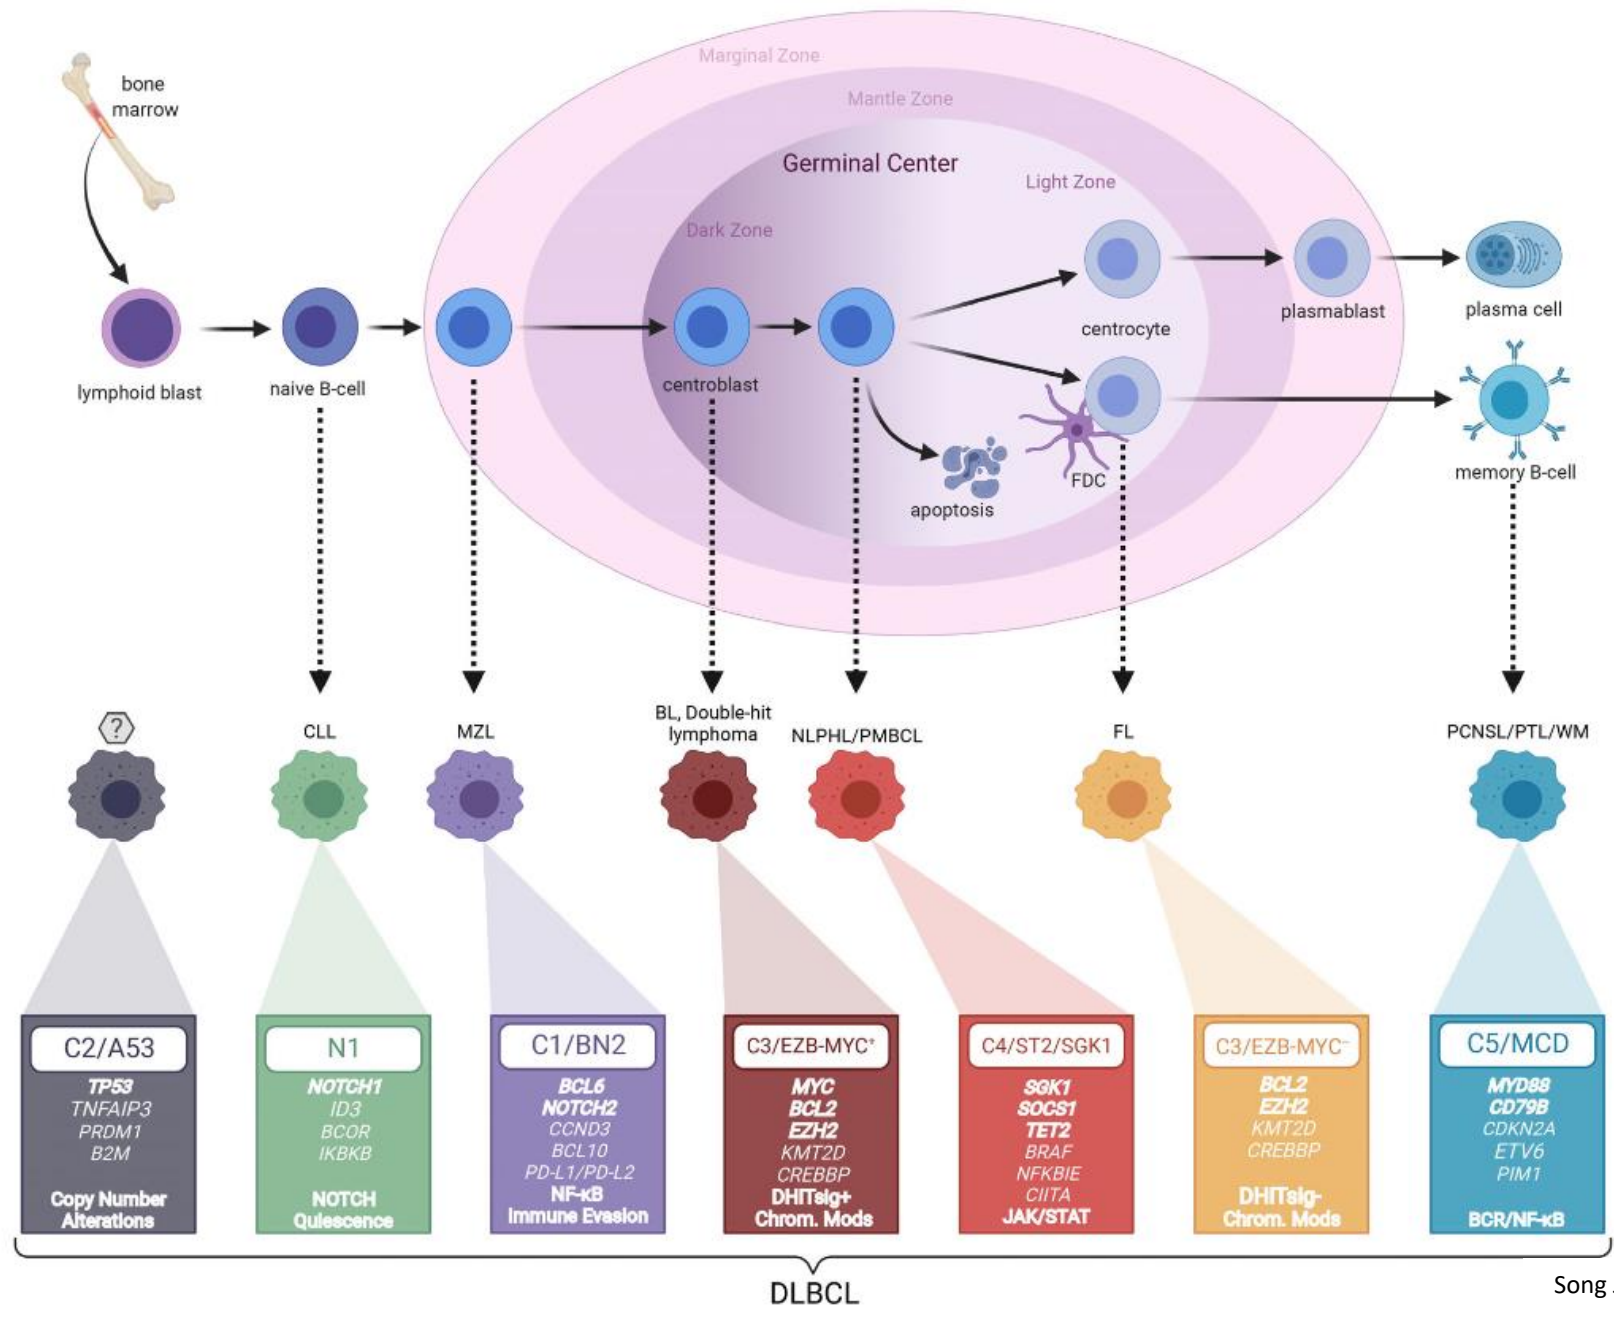 bone
marrow
Marginal Zone
Mantle Zone
Germinal Center
Light Zone
Dark Zone
lymphoid blast
naive B-cell
centroblast
centrocyte
plasmablast
plasma cell
FDC
apoptosis
memory B-cell
?
CLL
MZL
BL, Double-hit
lymphoma
NLPHL/PMBCL
FL
PCNSL/PTL/WM
C2/A53
TP53
TNFAIP3
PRDM1
B2M
Copy Number
Alterations
N1
NOTCH1
ID3
BCOR
IKBKB
NOTCH
Quiescence
C1/BN2
BCL6
NOTCH2
CCND3
BCL10
PD-L1/PD-L2
NF-κB
Immune Evasion
C3/EZB-MYC⁺
MYC
BCL2
EZH2
KMT2D
CREBBP
DHITsig+
Chrom. Mods
C4/ST2/SGK1
SGK1
SOCS1
TET2
BRAF
NFKBIE
CIITA
JAK/STAT
C3/EZB-MYC⁻
BCL2
EZH2
KMT2D
CREBBP
DHITsig-
Chrom. Mods
C5/MCD
MYD88
CD79B
CDKN2A
ETV6
PIM1
BCR/NF-κB
DLBCL
Song